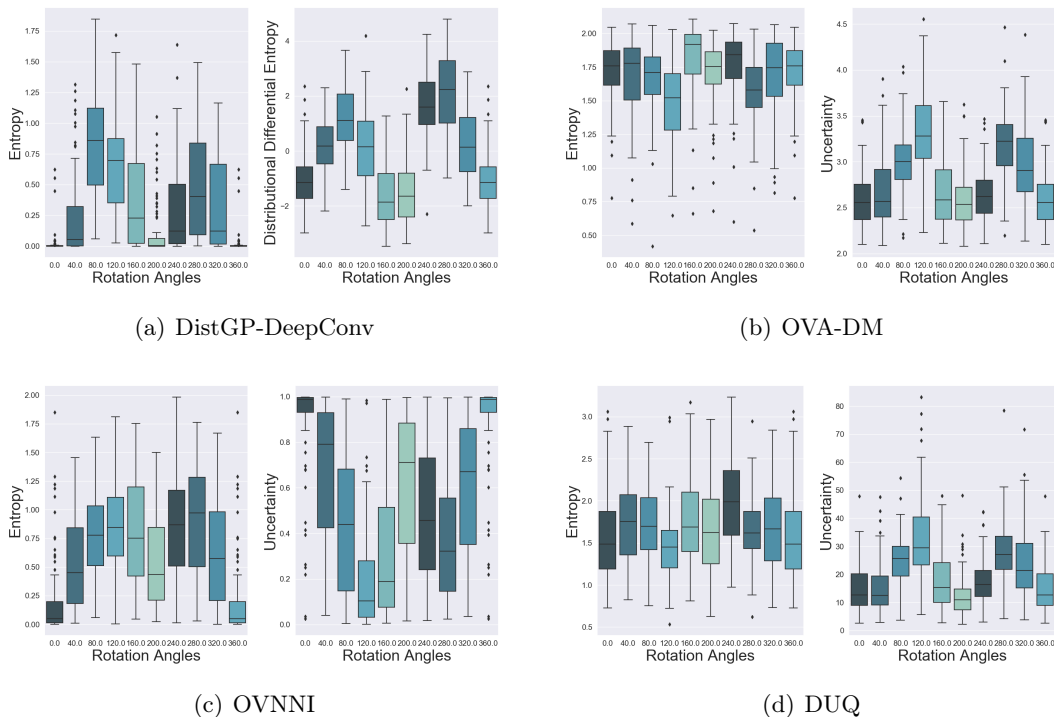 Entropy
1.75
1.50
1.25
1.00
0.75
0.50
0.25
0.00
0.0 40.0 80.0 120.0 160.0 200.0 240.0 280.0 320.0 360.0
Rotation Angles
Distributional Differential Entropy
4
2
0
−2
0.0 40.0 80.0 120.0 160.0 200.0 240.0 280.0 320.0 360.0
Rotation Angles
(a) DistGP-DeepConv
Entropy
2.00
1.75
1.50
1.25
1.00
0.75
0.50
0.0 40.0 80.0 120.0 160.0 200.0 240.0 280.0 320.0 360.0
Rotation Angles
Uncertainty
4.5
4.0
3.5
3.0
2.5
2.0
0.0 40.0 80.0 120.0 160.0 200.0 240.0 280.0 320.0 360.0
Rotation Angles
(b) OVA-DM
Entropy
2.00
1.75
1.50
1.25
1.00
0.75
0.50
0.25
0.00
0.0 40.0 80.0 120.0 160.0 200.0 240.0 280.0 320.0 360.0
Rotation Angles
Uncertainty
1.0
0.8
0.6
0.4
0.2
0.0
0.0 40.0 80.0 120.0 160.0 200.0 240.0 280.0 320.0 360.0
Rotation Angles
(c) OVNNI
Entropy
3.0
2.5
2.0
1.5
1.0
0.5
0.0 40.0 80.0 120.0 160.0 200.0 240.0 280.0 320.0 360.0
Rotation Angles
Uncertainty
80
70
60
50
40
30
20
10
0.0 40.0 80.0 120.0 160.0 200.0 240.0 280.0 320.0 360.0
Rotation Angles
(d) DUQ